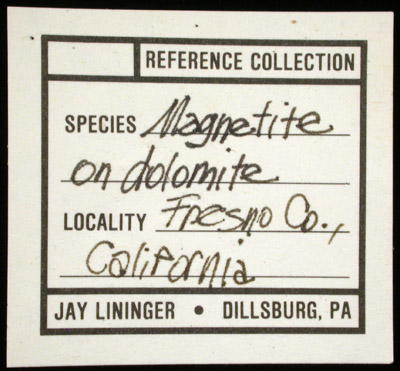 REFERENCE COLLECTION
SPECIES Magnetite
on dolomite
LOCALITY Fresno Co.,
California
JAY LININGER • DILLSBURG, PA